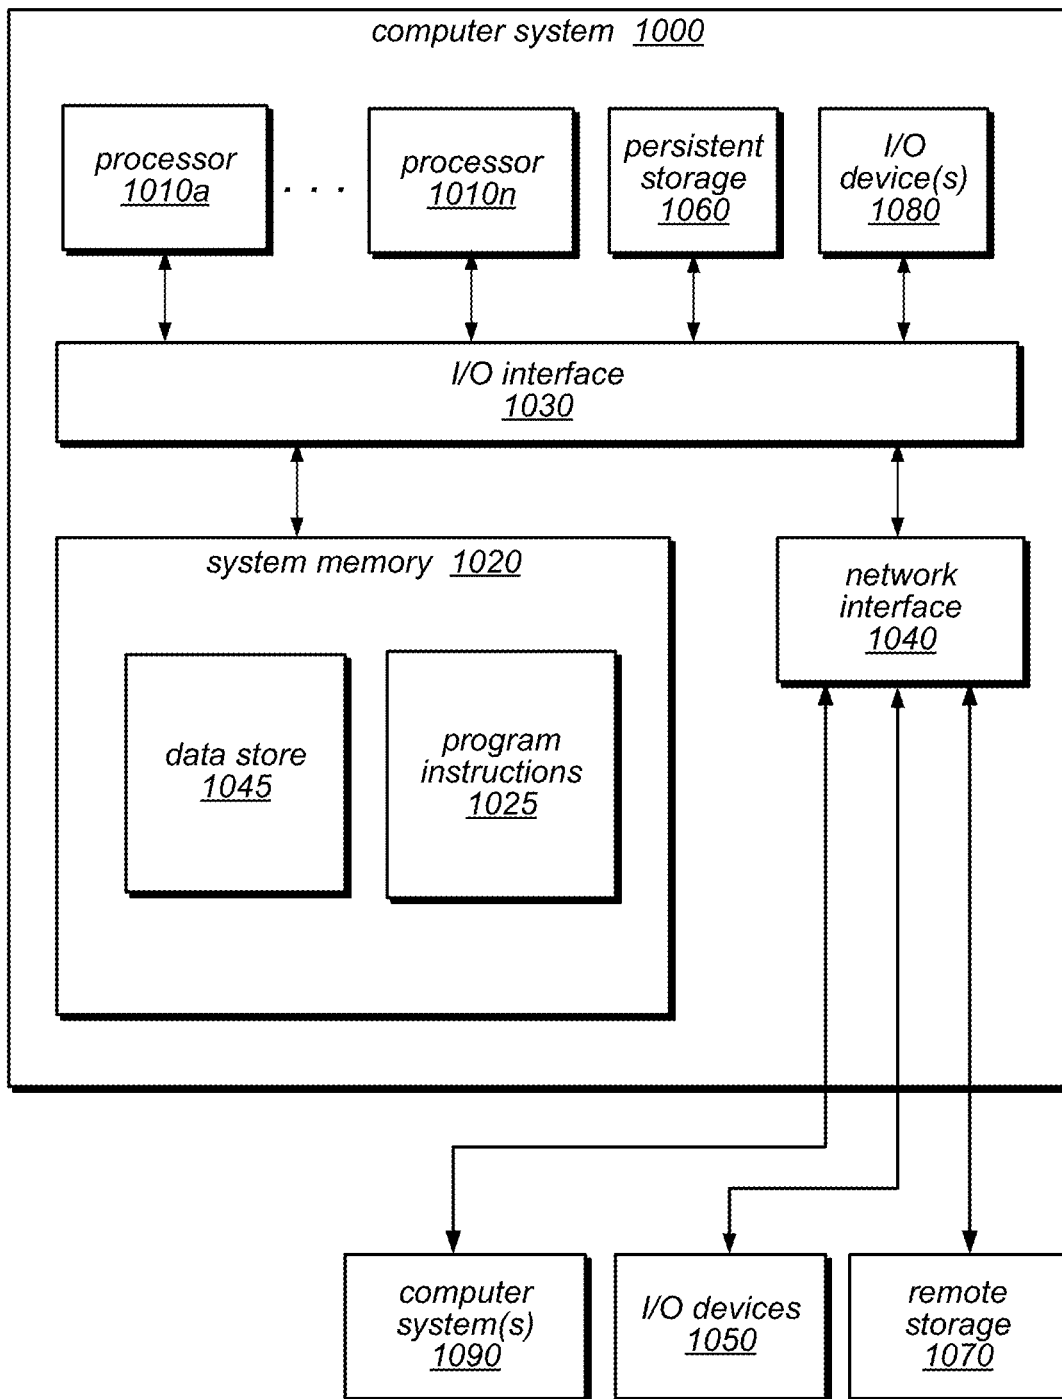 computer system 1000
processor
1010a
. . .
processor
1010n
persistent
storage
1060
I/O
device(s)
1080
I/O interface
1030
system memory 1020
network
interface
1040
data store
1045
program
instructions
1025
computer
system(s)
1090
I/O devices
1050
remote
storage
1070